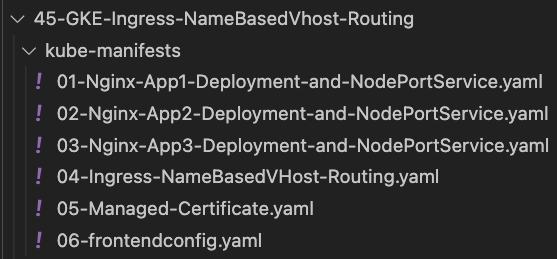 45-GKE-Ingress-NameBasedVhost-Routing
kube-manifests
! 01-Nginx-App1-Deployment-and-NodePortService.yaml
! 02-Nginx-App2-Deployment-and-NodePortService.yaml
! 03-Nginx-App3-Deployment-and-NodePortService.yaml
! 04-Ingress-NameBasedVHost-Routing.yaml
! 05-Managed-Certificate.yaml
! 06-frontendconfig.yaml